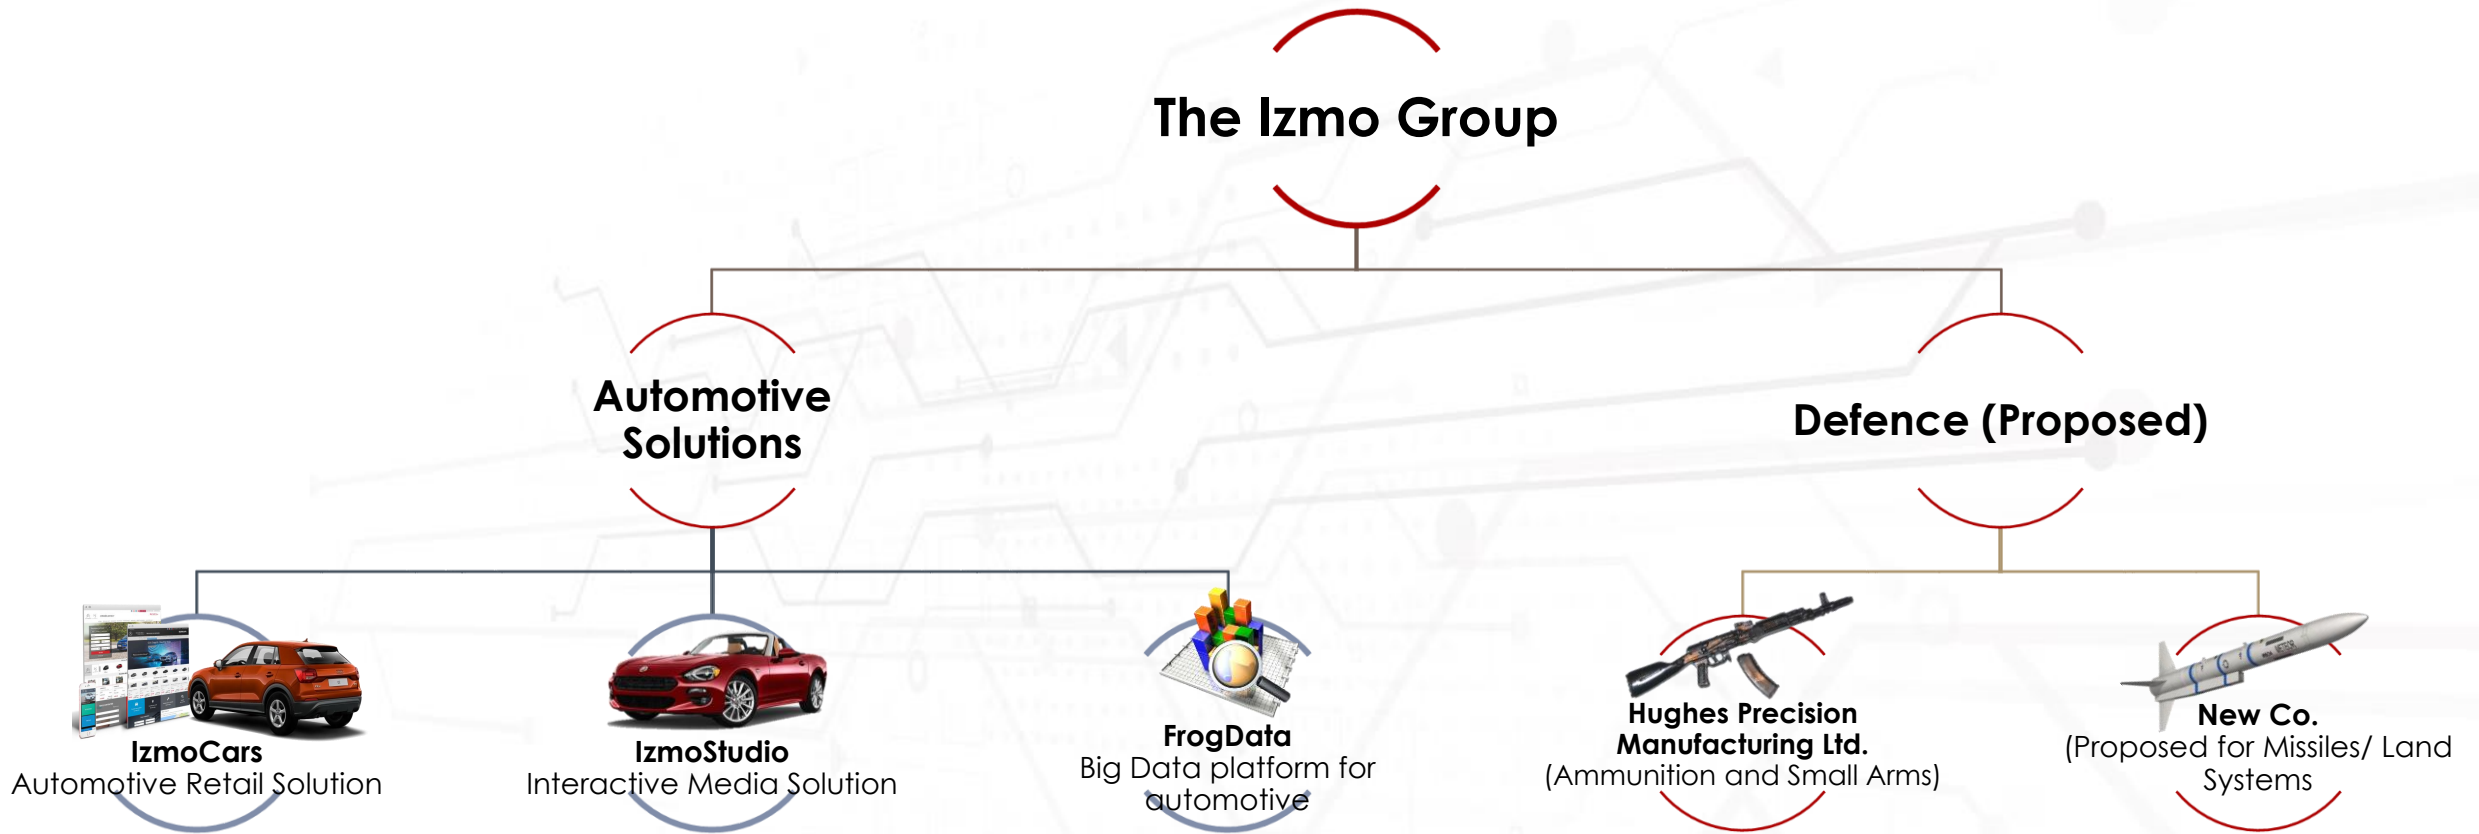 The Izmo Group
Automotive
Solutions
Defence (Proposed)
IzmoCars
Automotive Retail Solution
IzmoStudio
Interactive Media Solution
FrogData
Big Data platform for
automotive
Hughes Precision
Manufacturing Ltd.
(Ammunition and Small Arms)
METEOR
New Co.
(Proposed for Missiles/ Land
Systems